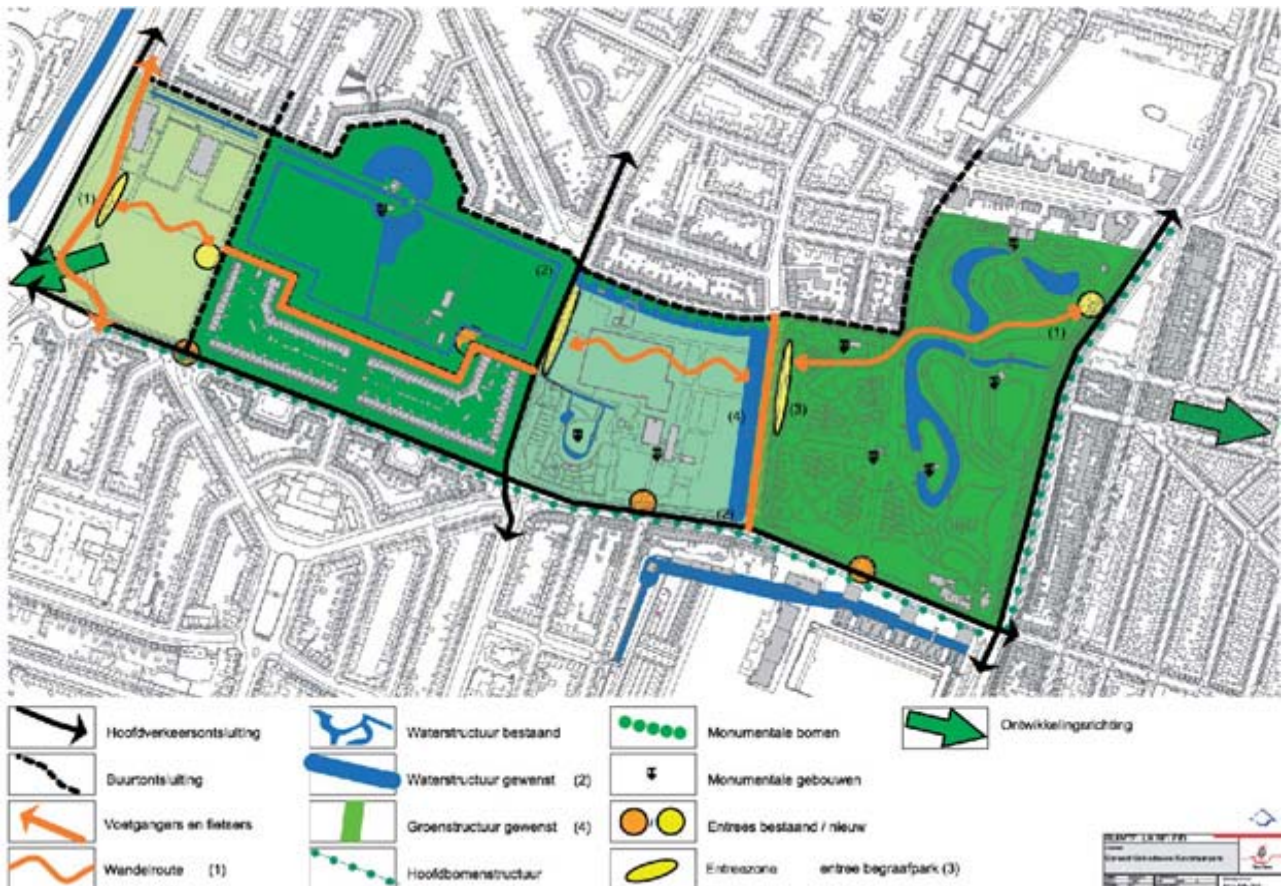 (1)
(2)
(1)
(4)
(3)
(2)
Hoofdverkeersontsluiting
Waterstructuur bestaand
Monumentale bomen
Ontwikkelingsrichting
Buurtontsluiting
Waterstructuur gewenst (2)
Monumentale gebouwen
Voetgangers en fietsers
Groenstructuur gewenst (4)
Entrees bestaand / nieuw
Wandelroute (1)
Hoofdbomenstructuur
Entreezone entree begraafpark (3)